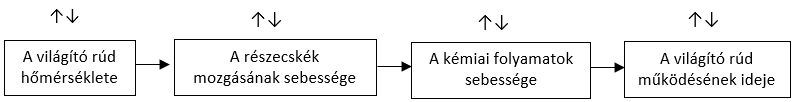 ↑↓ ↑↓ ↑↓ ↑↓
A világító rúd
hőmérséklete
A részecskék
mozgásának sebessége
A kémiai folyamatok
sebessége
A világító rúd
működésének ideje